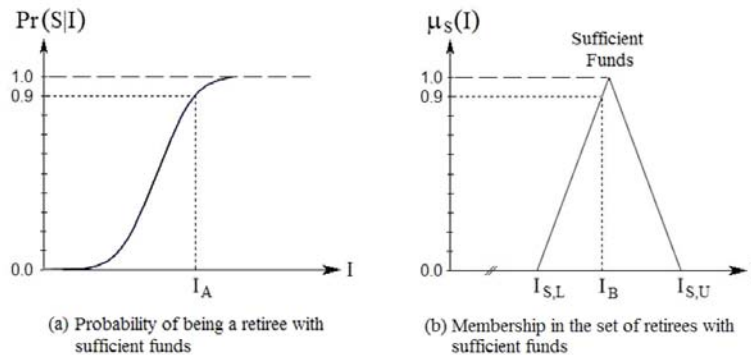 Pr(S|I)
1.0
0.9
0.0
I
I_A
(a) Probability of being a retiree with
sufficient funds
μ_S(I)
Sufficient
Funds
1.0
0.9
0.0
I_S,L
I_B
I_S,U
(b) Membership in the set of retirees with
sufficient funds